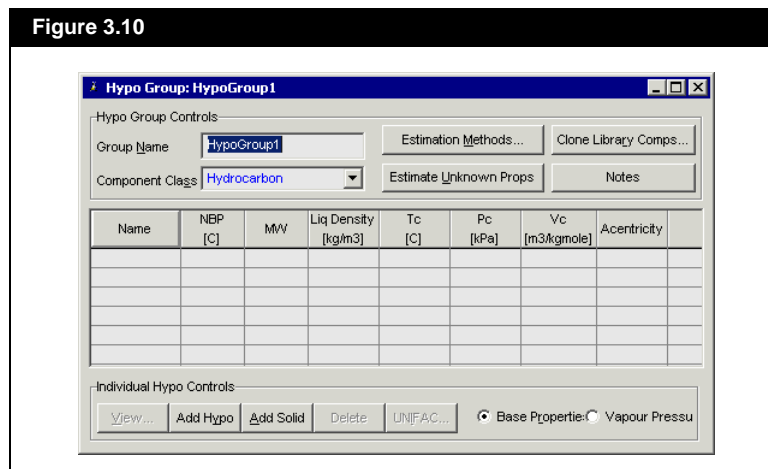 Figure 3.10
Hypo Group: HypoGroup1
Hypo Group Controls
Group Name HypoGroup1 Estimation Methods... Clone Library Comps...
Component Class Hydrocarbon Estimate Unknown Props Notes
Name NBP [C] MW Liq Density [kg/m3] Tc [C] Pc [kPa] Vc [m3/kgmole] Acentricity
Individual Hypo Controls
View... Add Hypo Add Solid Delete UNIFAC... Base Propertie Vapour Pressu